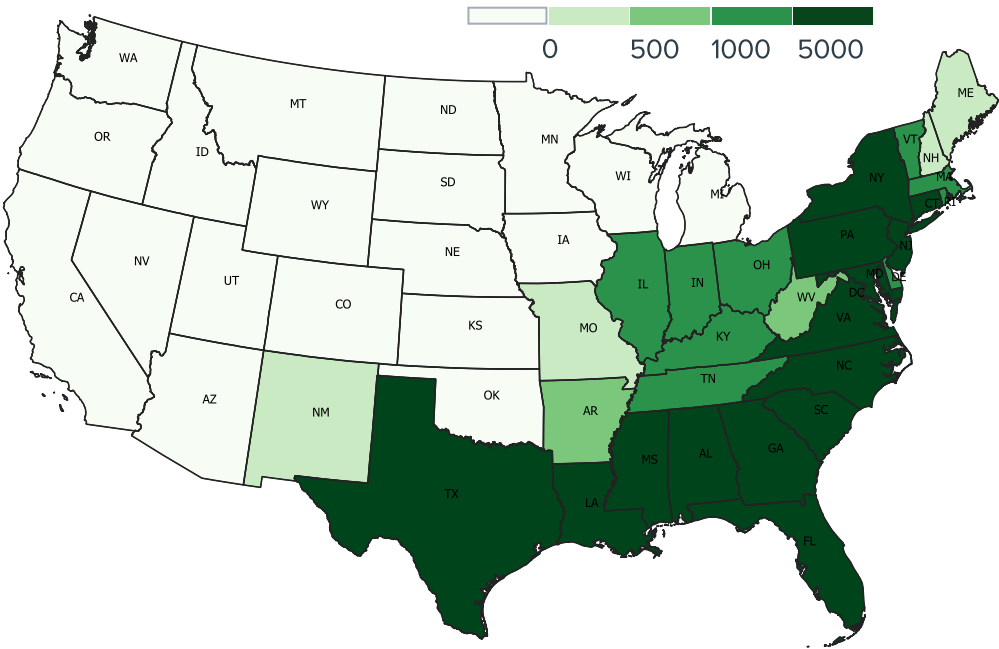 0 500 1000 5000
WA
MT
ND
MN
ME
OR
ID
SD
WI
MI
VT
NH
NY
MA
CT RI
WY
NE
IA
PA
NJ
NV
UT
CO
IL
IN
OH
MD
DE
DC
WV
CA
KS
MO
KY
VA
AZ
NM
OK
AR
TN
NC
SC
TX
LA
MS
AL
GA
FL